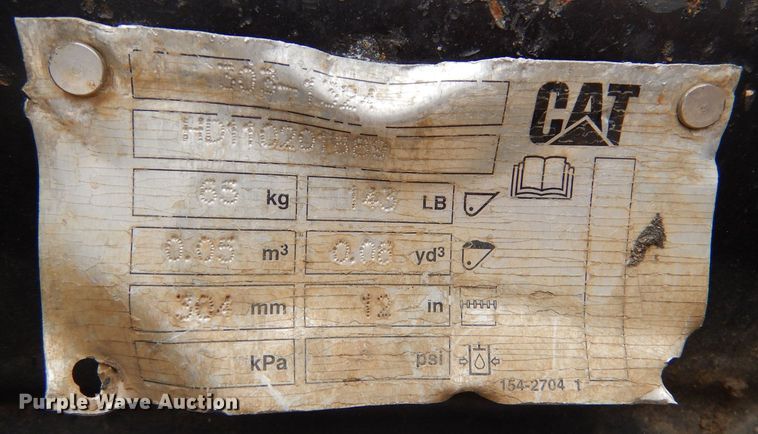 CAT
65 kg 143 LB
0.05 m³ 0.06 yd³
304 mm 12 in
kPa psi
154-2704 1
Purple Wave Auction